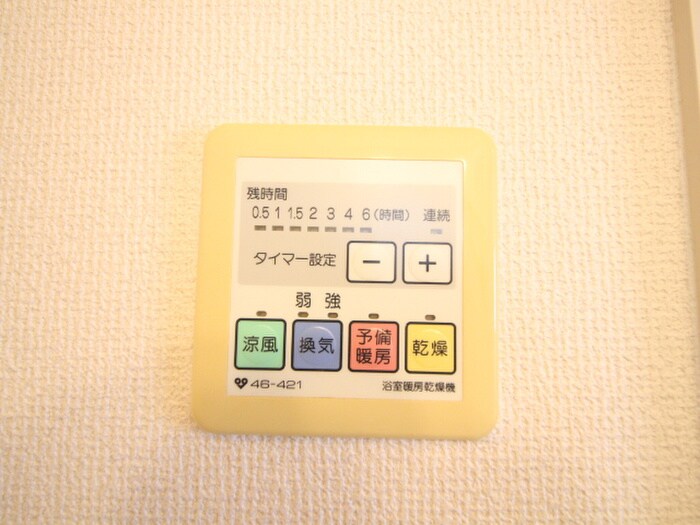 残時間
0.5 1 1.5 2 3 4 6 (時間) 連続
タイマー設定 − +
弱 強
涼風 換気 予備暖房 乾燥
46-421 浴室暖房乾燥機